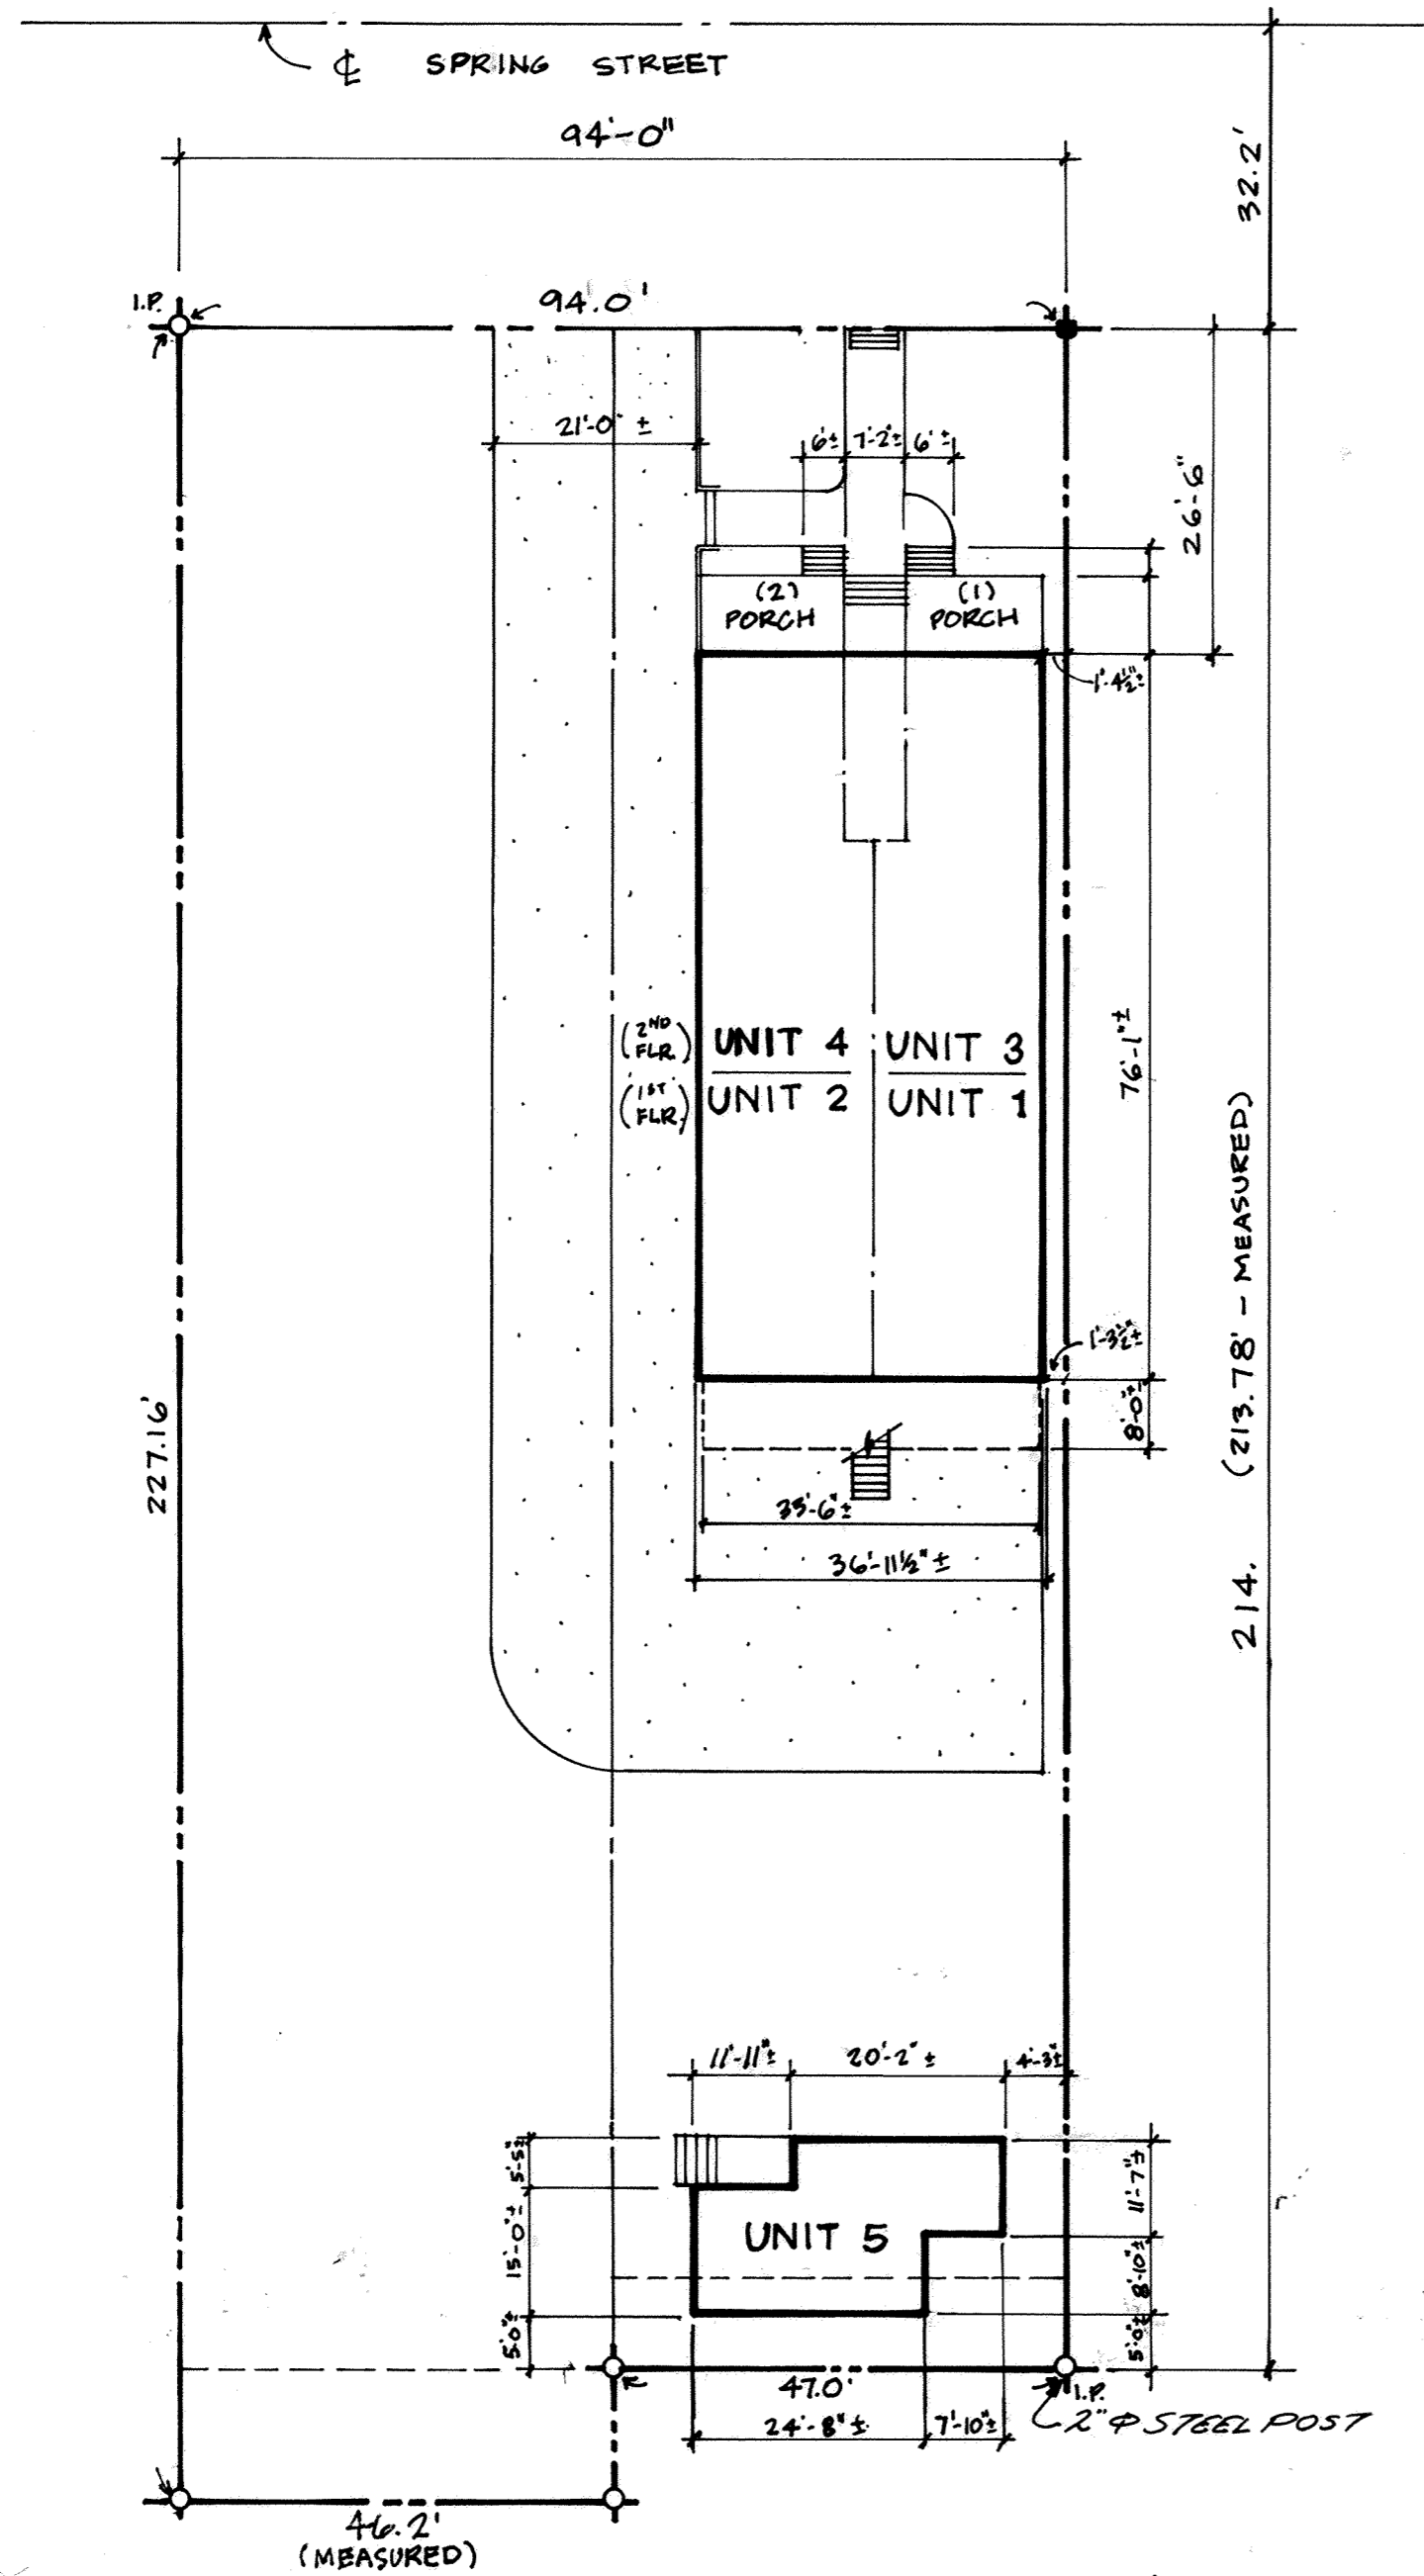 ℄ SPRING STREET
94'-0"
32.2'
I.P.
94.0'
21'-0" ±
6'±
7'-2"±
6'±
26'-6"
(2)
PORCH
(1)
PORCH
1'-4½"±
(2ND
FLR.)
UNIT 4
UNIT 3
(1ST
FLR.)
UNIT 2
UNIT 1
76'-1"±
1'-3½"±
8'-0"±
227.16'
214. (213.78' - MEASURED)
35'-6"±
36'-11½" ±
11'-11"±
20'-2" ±
4'-3"±
5'-5"±
11'-7"±
15'-0"±
UNIT 5
8'-10"±
5'0"±
5'0"±
47.0'
I.P.
2" Φ STEEL POST
24'-8" ±
7'-10"±
46.2'
(MEASURED)